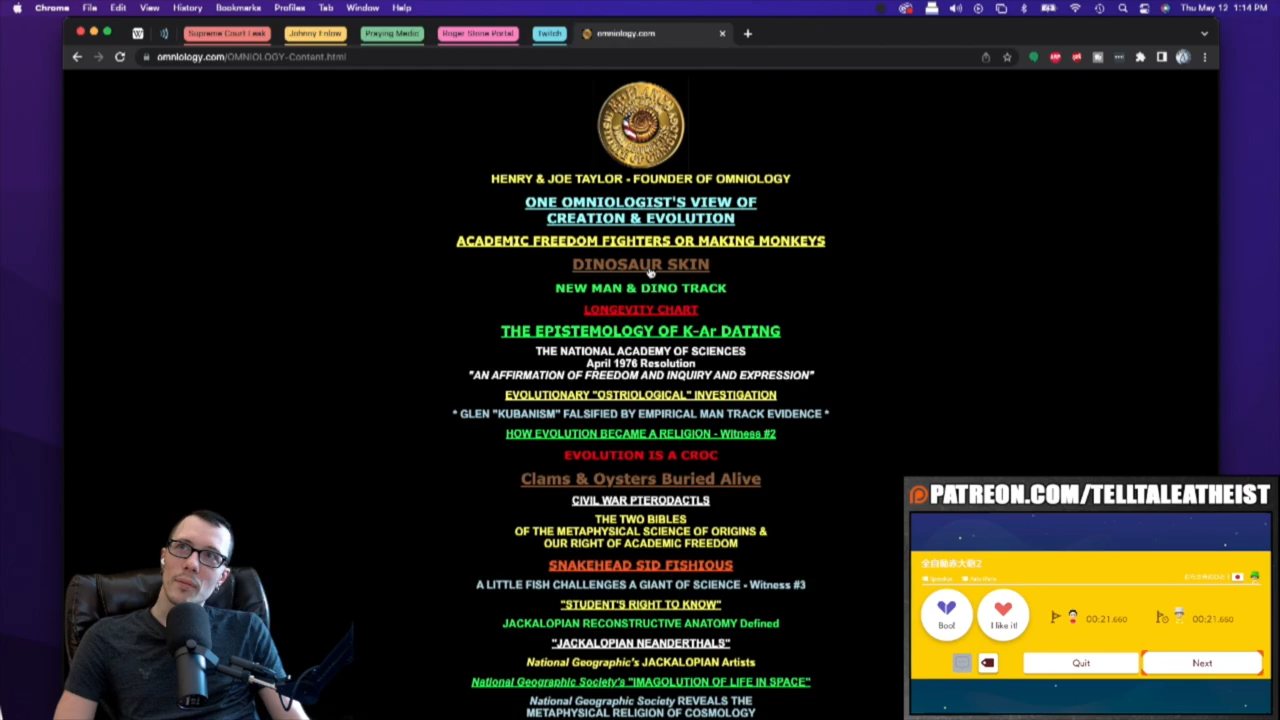 Chrome File Edit View History Bookmarks Profiles Tab Window Help
Thu May 12 1:14 PM
Supreme Court Leak
Johnny Enlow
Praying Medic
Roger Stone Portal
Twitch
omniology.com
omniology.com/OMNIOLOGY-Content.html
HENRY & JOE TAYLOR - FOUNDER OF OMNIOLOGY
ONE OMNIOLOGIST'S VIEW OF
CREATION & EVOLUTION
ACADEMIC FREEDOM FIGHTERS OR MAKING MONKEYS
DINOSAUR SKIN
NEW MAN & DINO TRACK
LONGEVITY CHART
THE EPISTEMOLOGY OF K-Ar DATING
THE NATIONAL ACADEMY OF SCIENCES
April 1976 Resolution
"AN AFFIRMATION OF FREEDOM AND INQUIRY AND EXPRESSION"
EVOLUTIONARY "OSTRIOLOGICAL" INVESTIGATION
* GLEN "KUBANISM" FALSIFIED BY EMPIRICAL MAN TRACK EVIDENCE *
HOW EVOLUTION BECAME A RELIGION - Witness #2
EVOLUTION IS A CROC
Clams & Oysters Buried Alive
CIVIL WAR PTERODACTLS
THE TWO BIBLES
OF THE METAPHYSICAL SCIENCE OF ORIGINS &
OUR RIGHT OF ACADEMIC FREEDOM
SNAKEHEAD SID FISHIOUS
A LITTLE FISH CHALLENGES A GIANT OF SCIENCE - Witness #3
"STUDENT'S RIGHT TO KNOW"
JACKALOPIAN RECONSTRUCTIVE ANATOMY Defined
"JACKALOPIAN NEANDERTHALS"
National Geographic's JACKALOPIAN Artists
National Geographic Society's "IMAGOLUTION OF LIFE IN SPACE"
National Geographic Society REVEALS THE
METAPHYSICAL RELIGION OF COSMOLOGY
PATREON.COM/TELLTALEATHEIST
Speedrun
Auto-Mario
Boo!
I like it!
00:21.660
00:21.660
Quit
Next